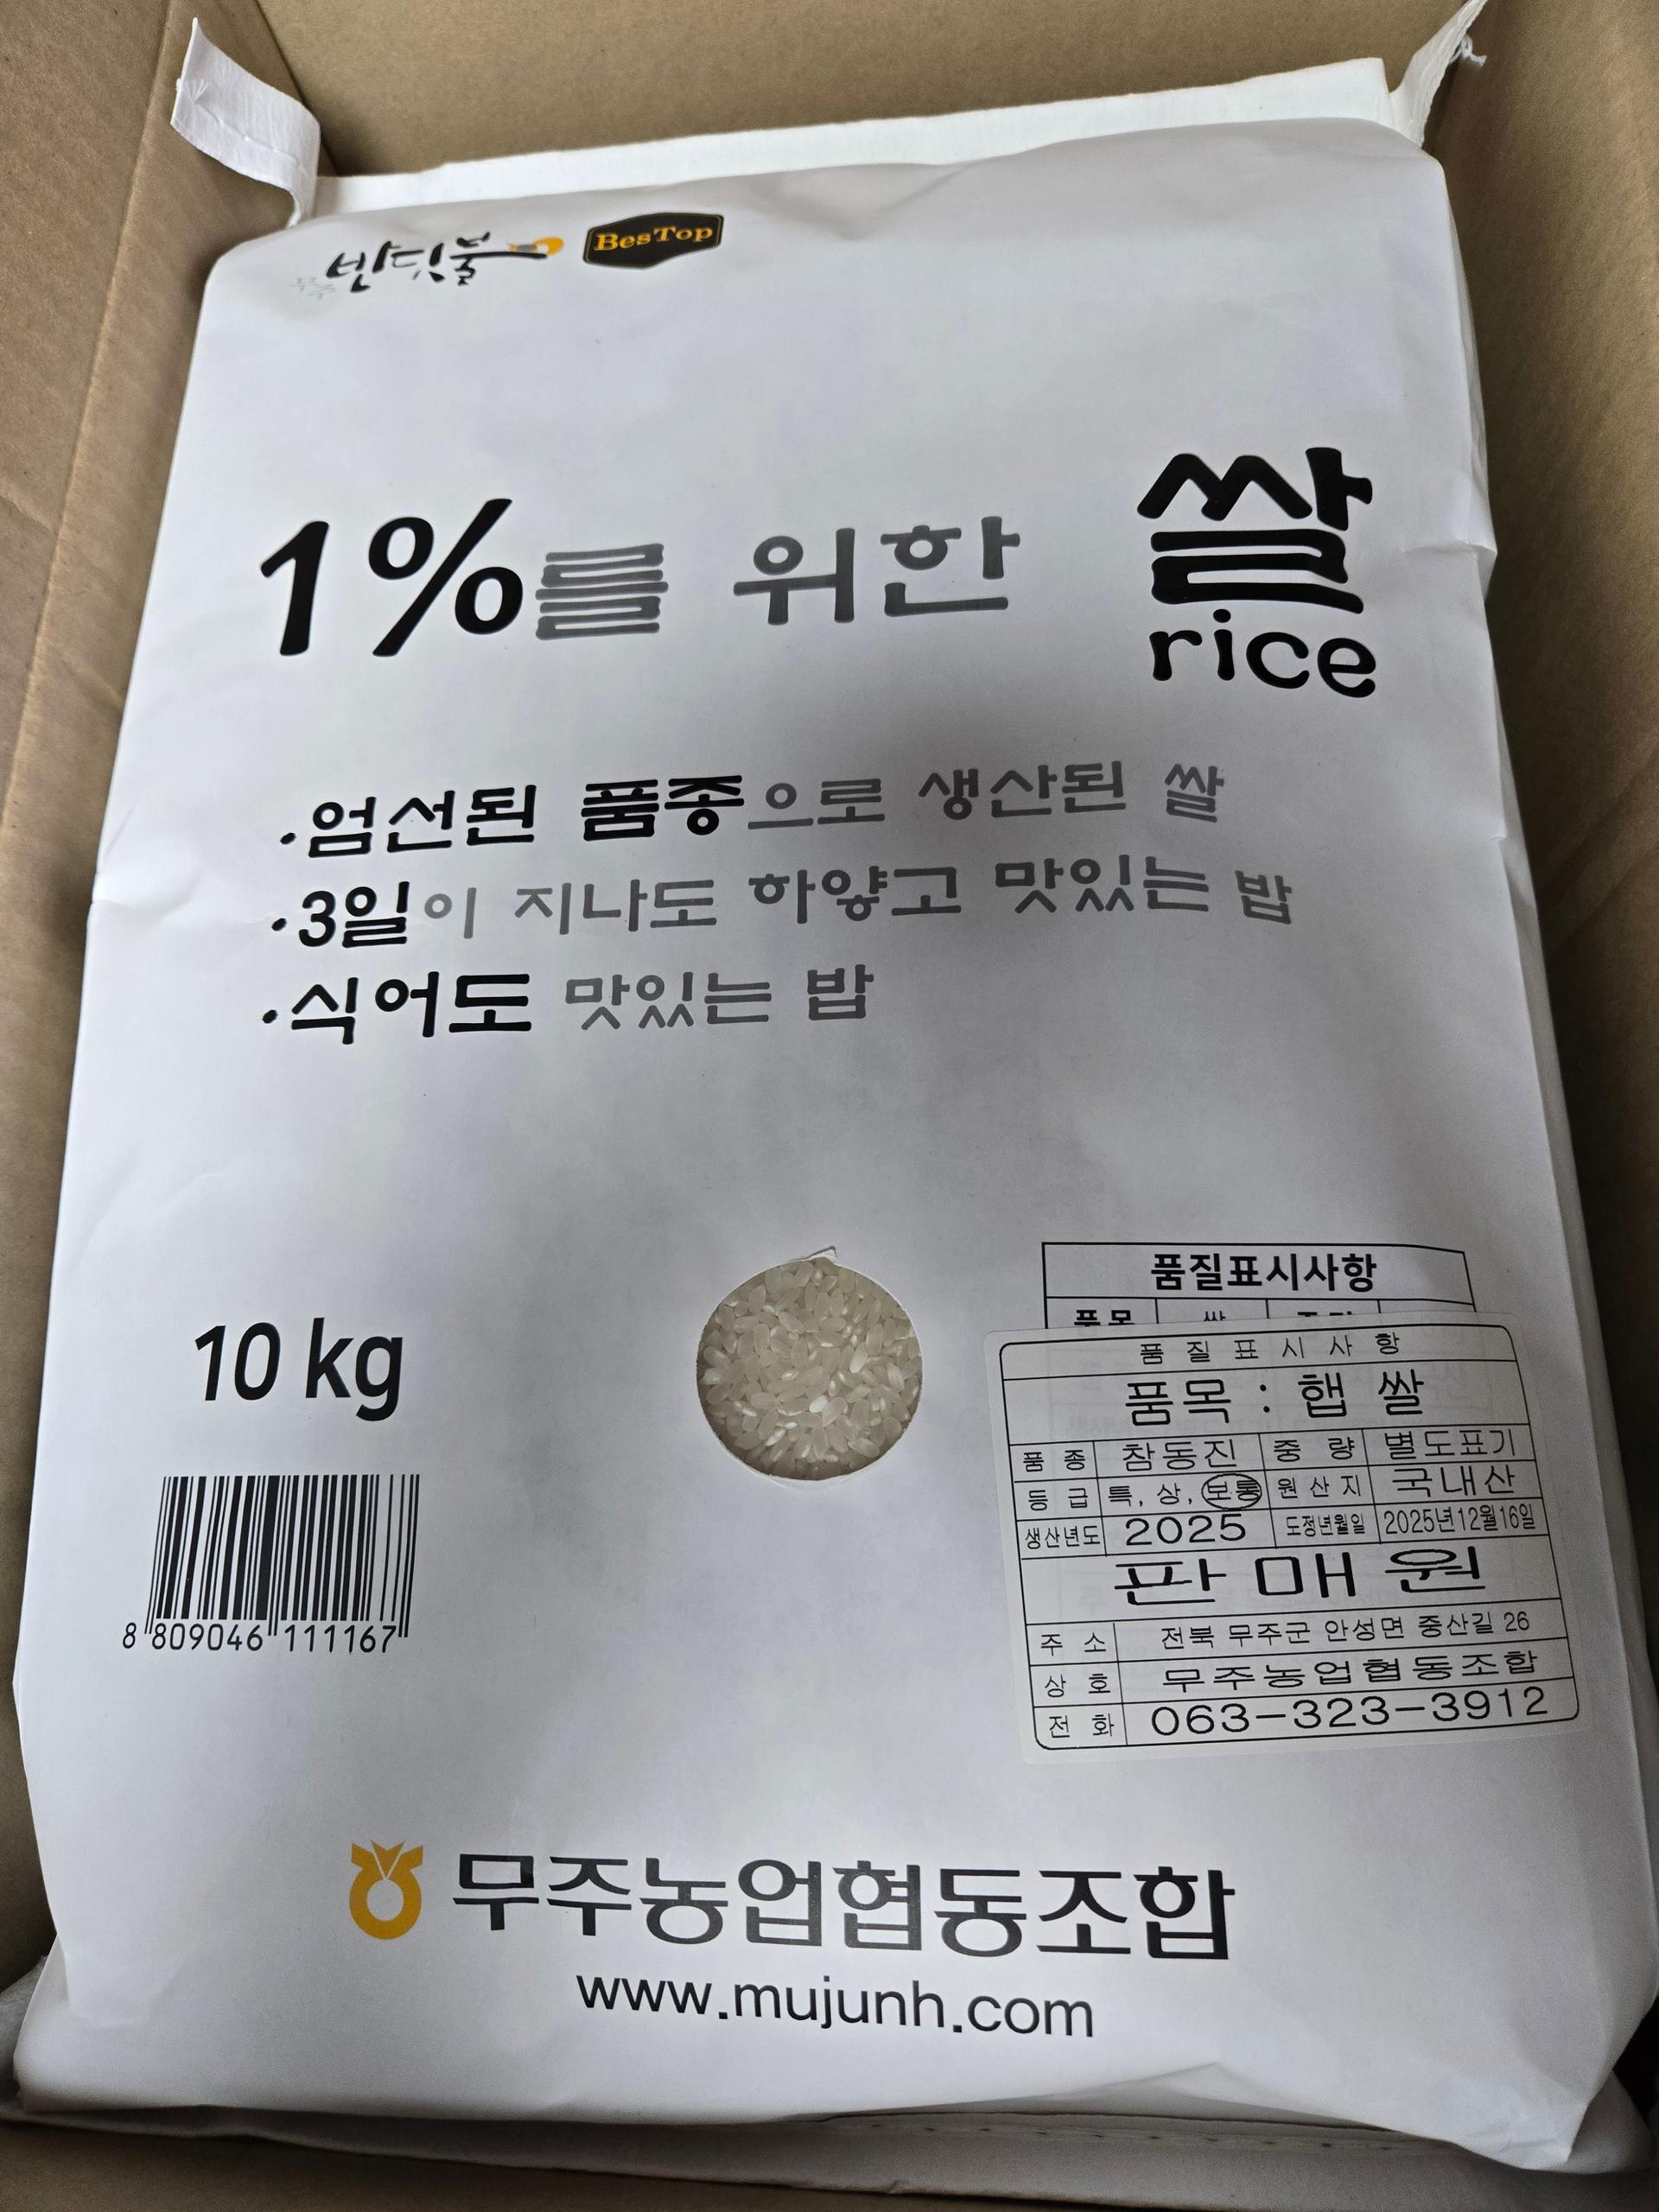 무주 반딧불 BesTop
1%를 위한 쌀
rice
·엄선된 품종으로 생산된 쌀
·3일이 지나도 하얗고 맛있는 밥
·식어도 맛있는 밥
10 kg
8 809046 111167
품질표시사항
품목 쌀
품 질 표 시 사 항
품목 : 햅 쌀
품 종 참동진 중 량 별도표기
등 급 특, 상, 보통 원 산 지 국내산
생산년도 2025 도정년월일 2025년12월16일
판 매 원
주 소 전북 무주군 안성면 중산길 26
상 호 무주농업협동조합
전 화 063-323-3912
무주농업협동조합
www.mujunh.com